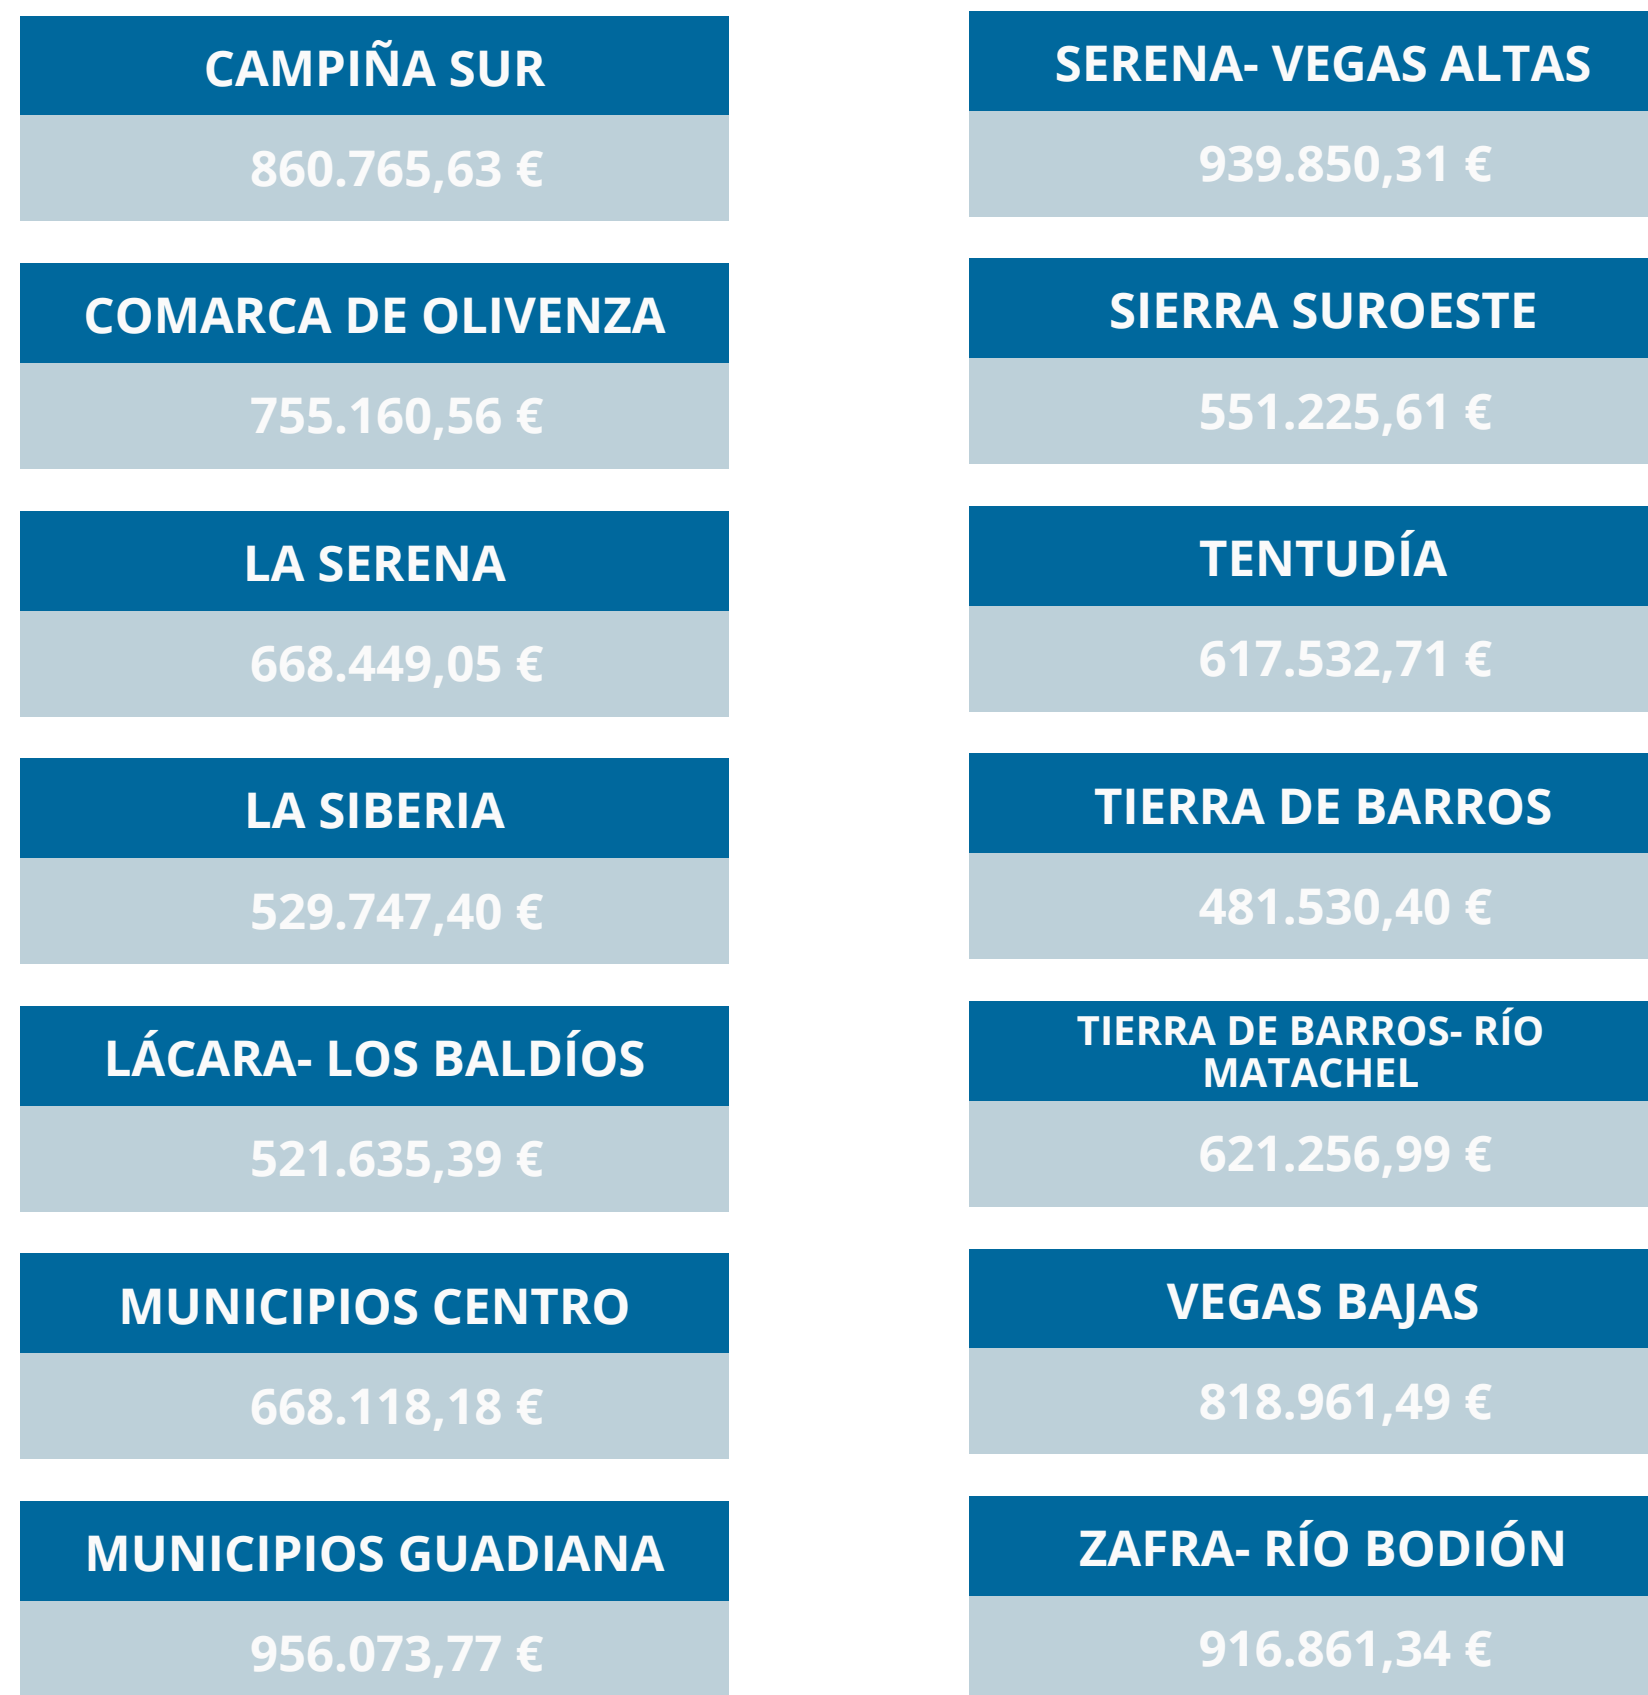 CAMPIÑA SUR
860.765,63 €
COMARCA DE OLIVENZA
755.160,56 €
LA SERENA
668.449,05 €
LA SIBERIA
529.747,40 €
LÁCARA- LOS BALDÍOS
521.635,39 €
MUNICIPIOS CENTRO
668.118,18 €
MUNICIPIOS GUADIANA
956.073,77 €
SERENA- VEGAS ALTAS
939.850,31 €
SIERRA SUROESTE
551.225,61 €
TENTUDÍA
617.532,71 €
TIERRA DE BARROS
481.530,40 €
TIERRA DE BARROS- RÍO
MATACHEL
621.256,99 €
VEGAS BAJAS
818.961,49 €
ZAFRA- RÍO BODIÓN
916.861,34 €